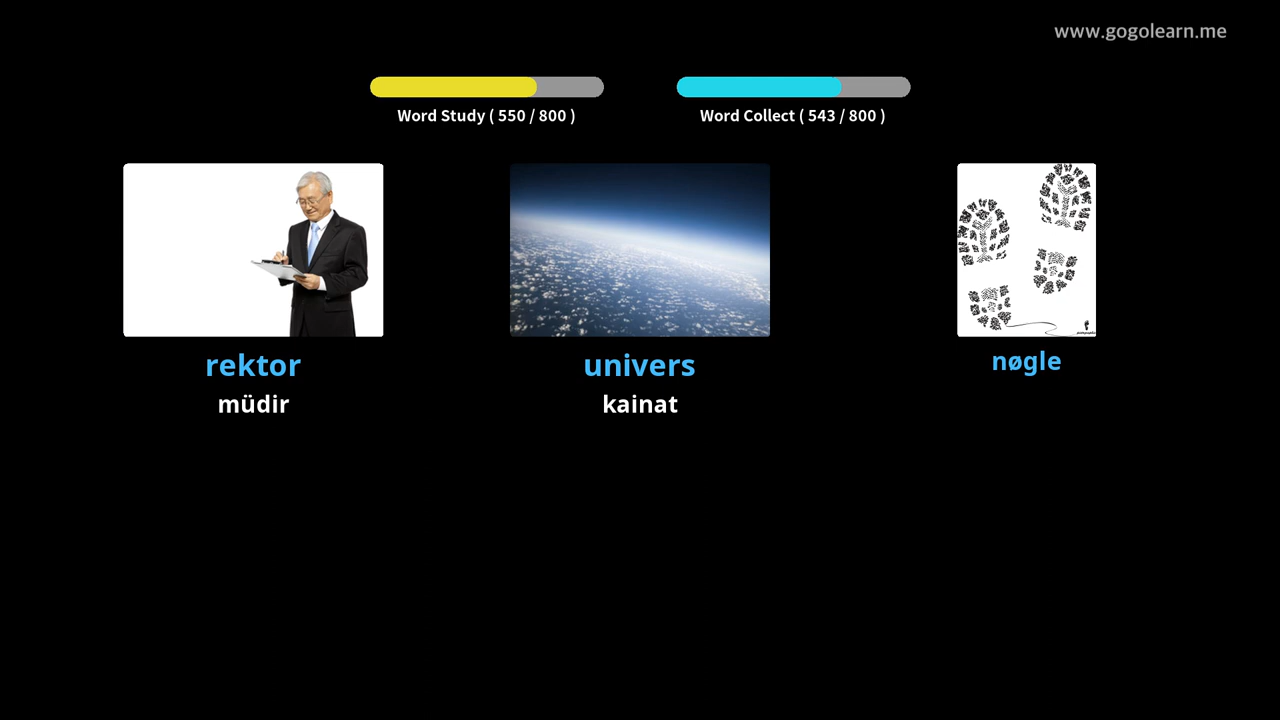 www.gogolearn.me
Word Study ( 550 / 800 )
Word Collect ( 543 / 800 )
rektor
univers
nøgle
müdir
kainat